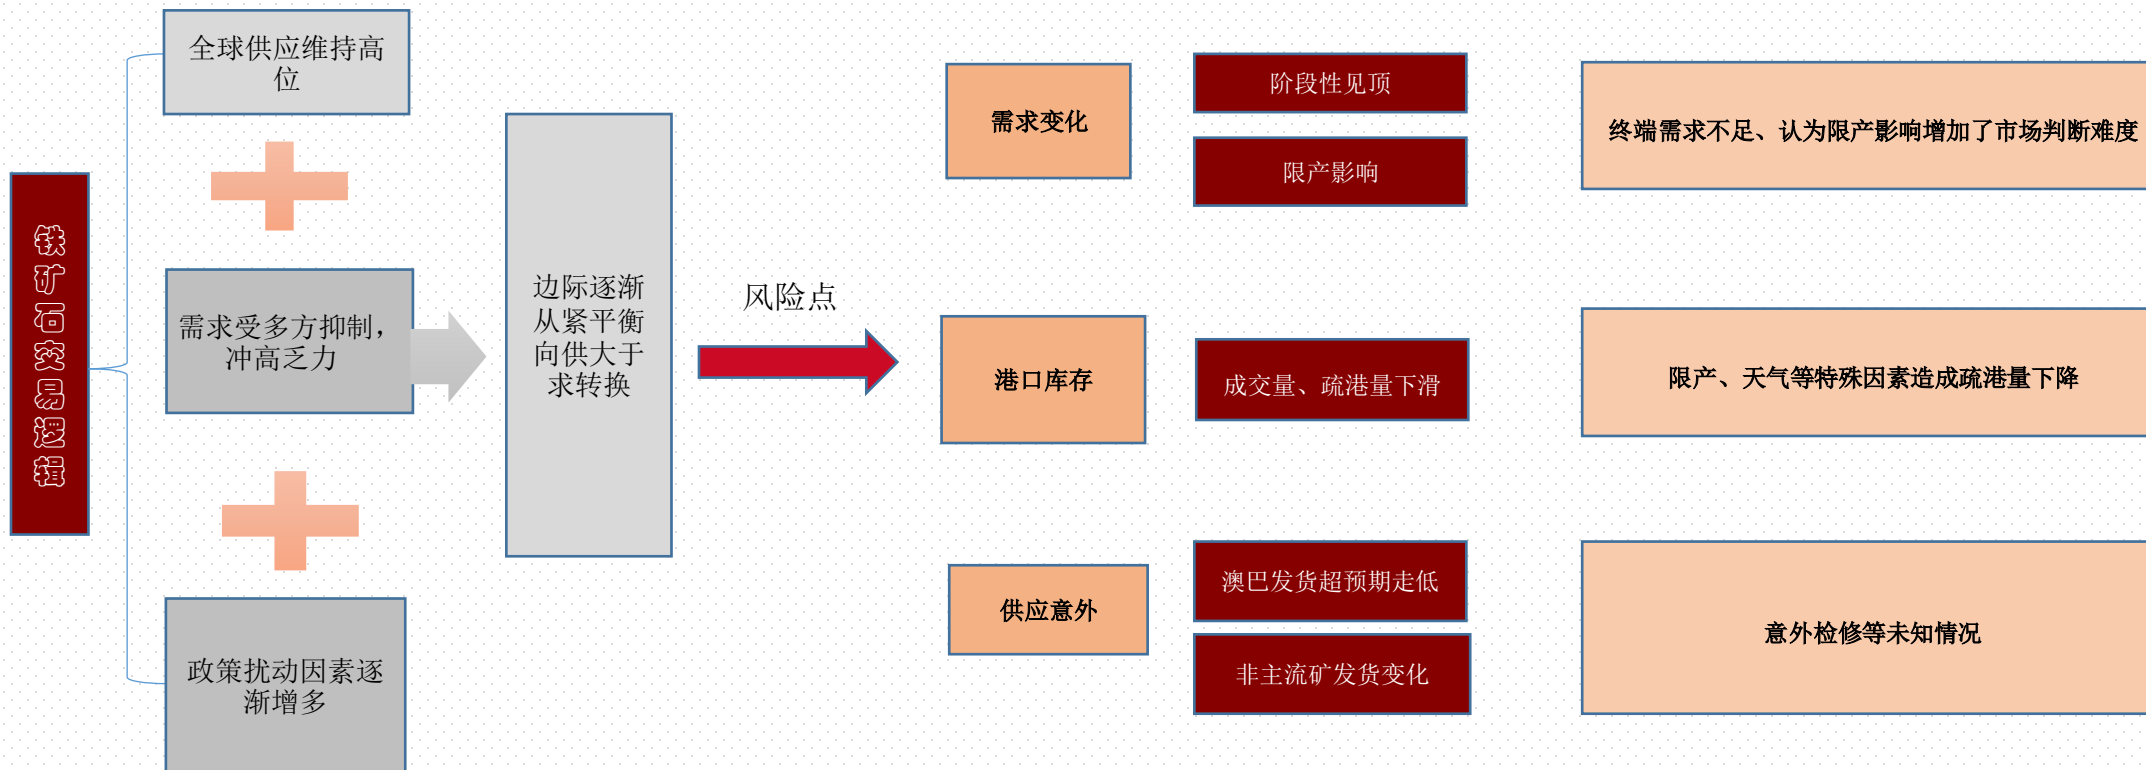 铁矿石交易逻辑
全球供应维持高
位
需求受多方抑制，
冲高乏力
政策扰动因素逐
渐增多
边际逐渐
从紧平衡
向供大于
求转换
风险点
需求变化
阶段性见顶
限产影响
终端需求不足、认为限产影响增加了市场判断难度
港口库存
成交量、疏港量下滑
限产、天气等特殊因素造成疏港量下降
供应意外
澳巴发货超预期走低
非主流矿发货变化
意外检修等未知情况